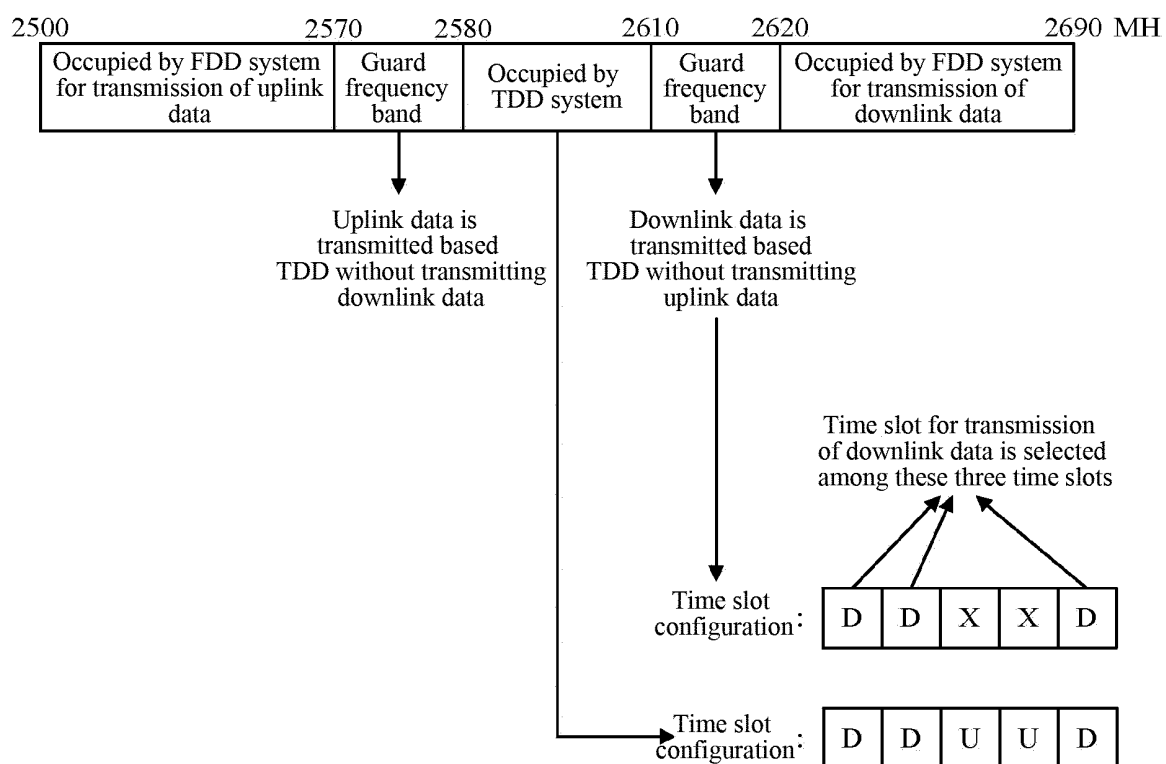 2500 2570 2580 2610 2620 2690 MH
Occupied by FDD system
for transmission of uplink
data
Guard
frequency
band
Occupied by
TDD system
Guard
frequency
band
Occupied by FDD system
for transmission of
downlink data
Uplink data is
transmitted based
TDD without transmitting
downlink data
Downlink data is
transmitted based
TDD without transmitting
uplink data
Time slot for transmission
of downlink data is selected
among these three time slots
Time slot
configuration:
D D X X D
Time slot
configuration:
D D U U D